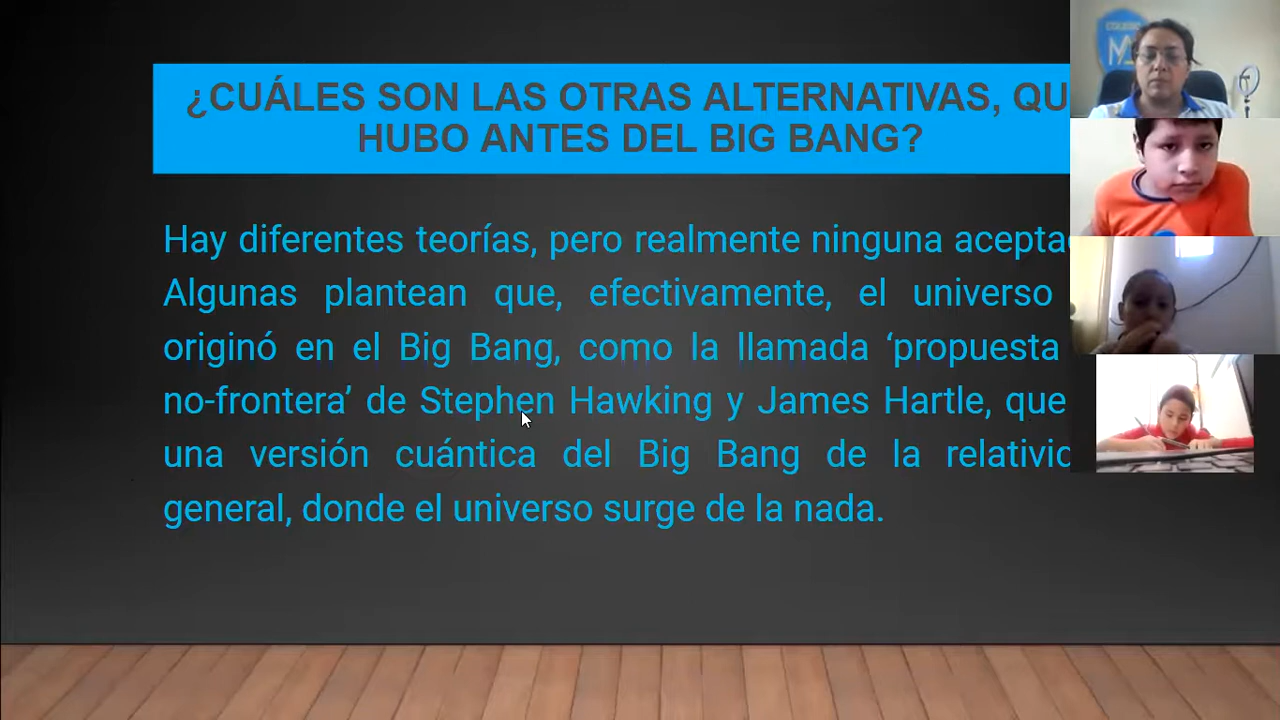 ¿CUÁLES SON LAS OTRAS ALTERNATIVAS, QU
HUBO ANTES DEL BIG BANG?
Hay diferentes teorías, pero realmente ninguna acepta
Algunas plantean que, efectivamente, el universo
originó en el Big Bang, como la llamada ‘propuesta
no-frontera’ de Stephen Hawking y James Hartle, que
una versión cuántica del Big Bang de la relativid
general, donde el universo surge de la nada.